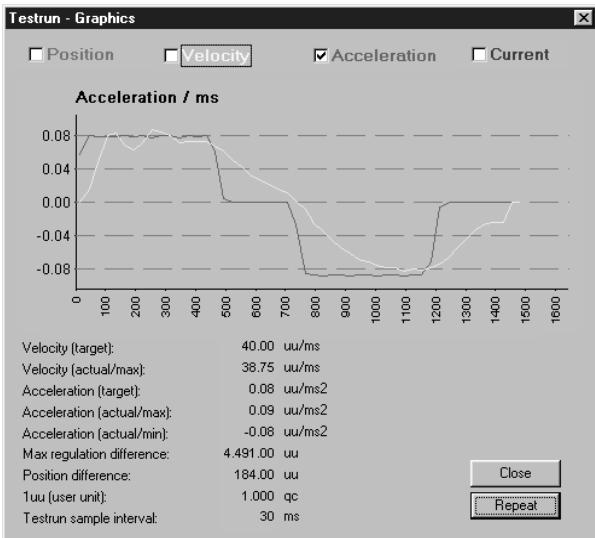 Testrun - Graphics
Position Velocity Acceleration Current
Acceleration / ms
0.08
0.04
0.00
-0.04
-0.08
0 100 200 300 400 500 600 700 800 900 1000 1100 1200 1300 1400 1500 1600
Velocity (target): 40.00 uu/ms
Velocity (actual/max): 38.75 uu/ms
Acceleration (target): 0.08 uu/ms2
Acceleration (actual/max): 0.09 uu/ms2
Acceleration (actual/min): -0.08 uu/ms2
Max regulation difference: 4.491.00 uu
Position difference: 184.00 uu
1uu (user unit): 1.000 qc
Testrun sample interval: 30 ms
Close
Repeat